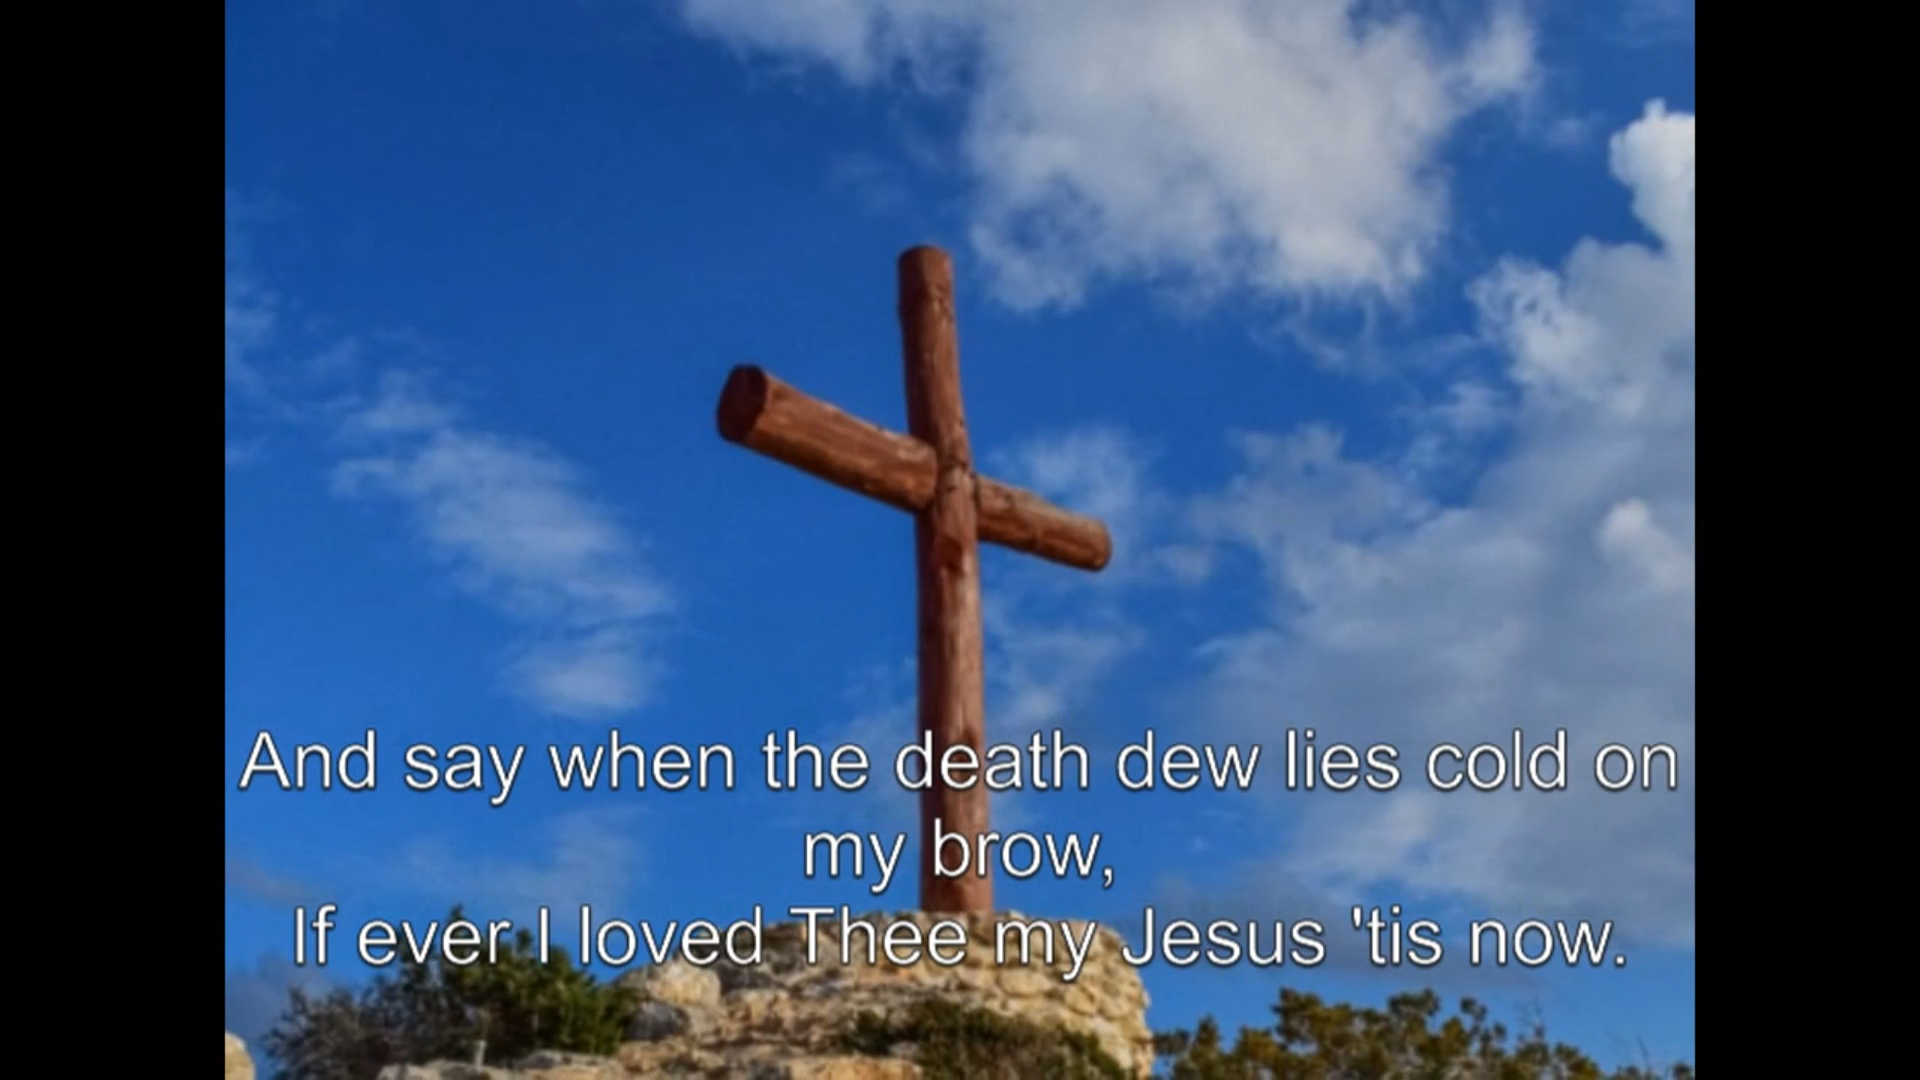 And say when the death dew lies cold on
my brow,
If ever I loved Thee my Jesus 'tis now.